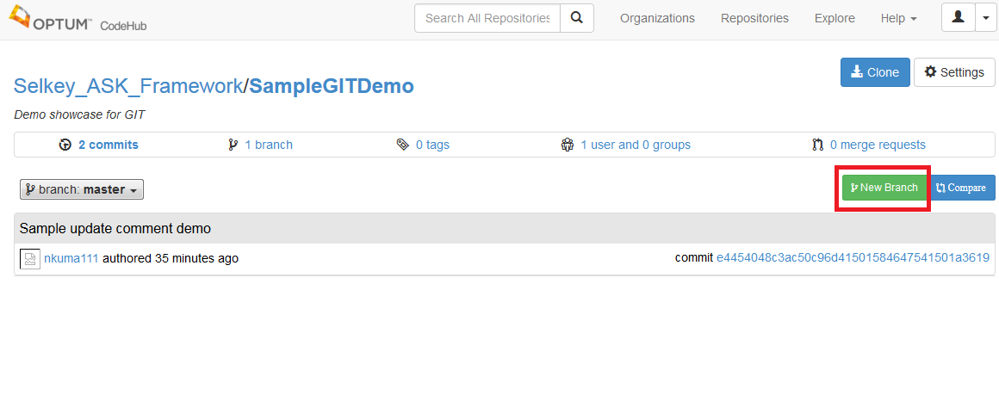 OPTUM™ CodeHub
Search All Repositories
Organizations
Repositories
Explore
Help
Clone
Settings
Selkey_ASK_Framework/SampleGITDemo
Demo showcase for GIT
2 commits
1 branch
0 tags
1 user and 0 groups
0 merge requests
branch: master
New Branch
Compare
Sample update comment demo
nkuma111 authored 35 minutes ago
commit e4454048c3ac50c96d41501584647541501a3619